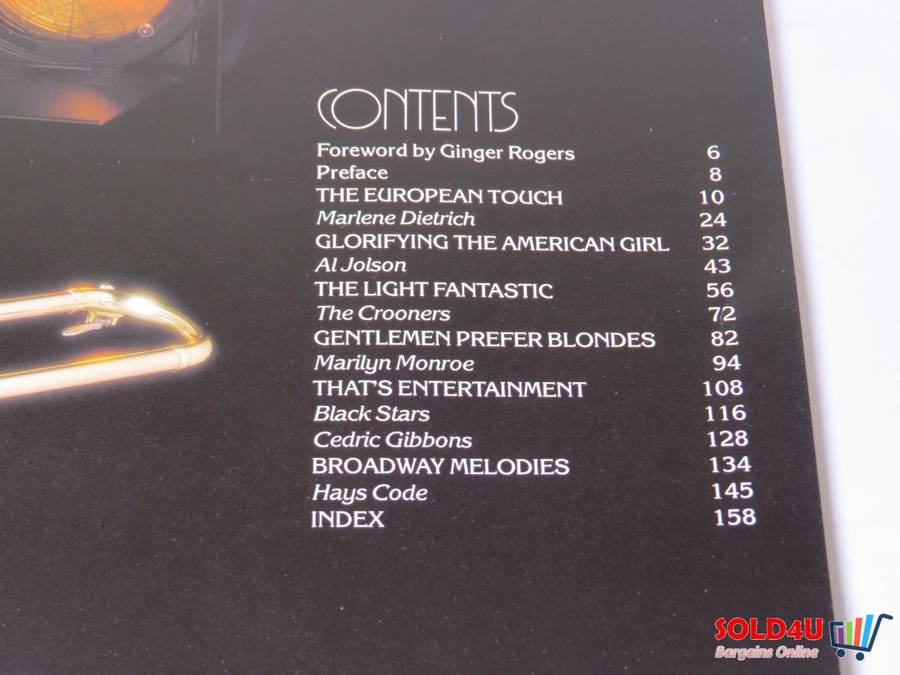 CONTENTS
Foreword by Ginger Rogers 6
Preface 8
THE EUROPEAN TOUCH 10
Marlene Dietrich 24
GLORIFYING THE AMERICAN GIRL 32
Al Jolson 43
THE LIGHT FANTASTIC 56
The Crooners 72
GENTLEMEN PREFER BLONDES 82
Marilyn Monroe 94
THAT'S ENTERTAINMENT 108
Black Stars 116
Cedric Gibbons 128
BROADWAY MELODIES 134
Hays Code 145
INDEX 158
SOLD4U
Bargains Online